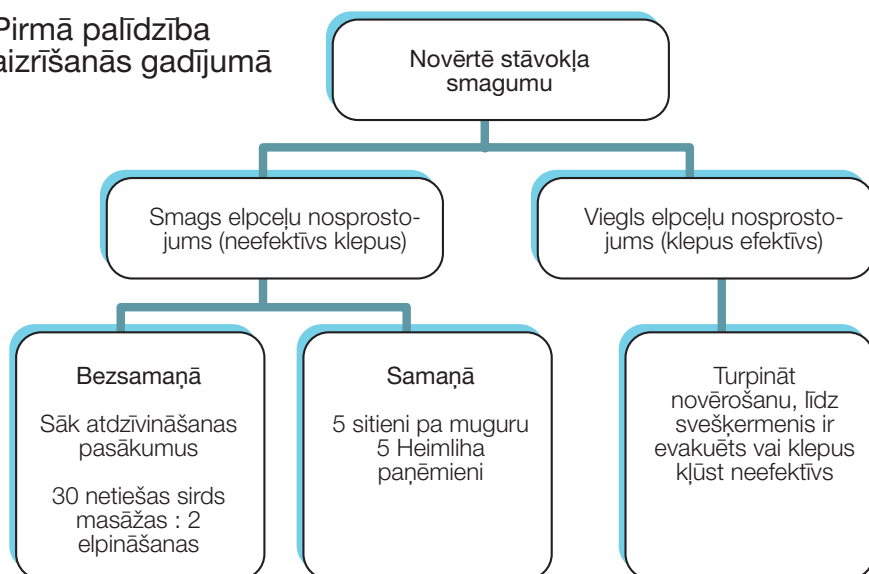 Pirmā palīdzība
aizrīšanās gadījumā
Novērtē stāvokļa
smagumu
Smags elpceļu nosprosto-
jums (neefektīvs klepus)
Viegls elpceļu nosprosto-
jums (klepus efektīvs)
Bezsamaņā
Sāk atdzīvināšanas
pasākumus
30 netiešas sirds
masāžas : 2
elpināšanas
Samaņā
5 sitieni pa muguru
5 Heimliha
paņēmieni
Turpināt
novērošanu, līdz
svešķermenis ir
evakuēts vai klepus
kļūst neefektīvs